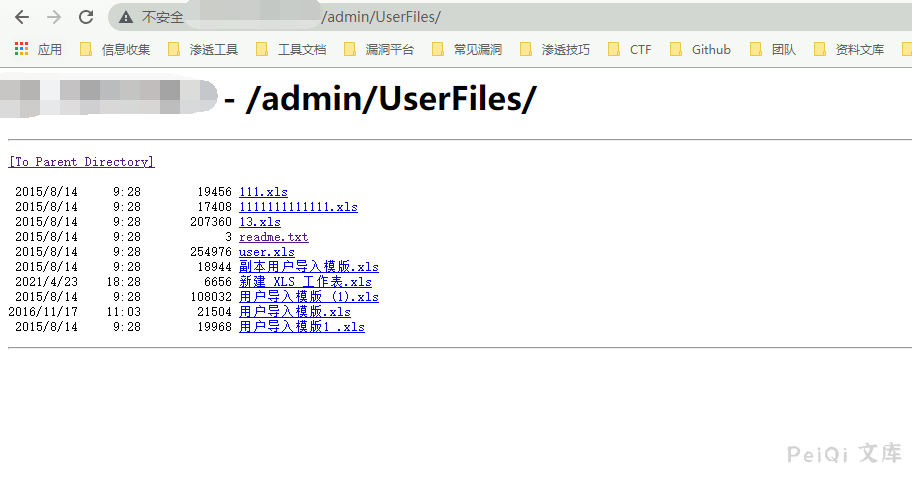 不安全 /admin/UserFiles/
应用 信息收集 渗透工具 工具文档 漏洞平台 常见漏洞 渗透技巧 CTF Github 团队 资料文库
- /admin/UserFiles/
[To Parent Directory]
2015/8/14 9:28 19456 111.xls
2015/8/14 9:28 17408 1111111111111.xls
2015/8/14 9:28 207360 13.xls
2015/8/14 9:28 3 readme.txt
2015/8/14 9:28 254976 user.xls
2015/8/14 9:28 18944 副本用户导入模版.xls
2021/4/23 18:28 6656 新建 XLS 工作表.xls
2015/8/14 9:28 108032 用户导入模版 (1).xls
2016/11/17 11:03 21504 用户导入模版.xls
2015/8/14 9:28 19968 用户导入模版1 .xls
PeiQi 文库